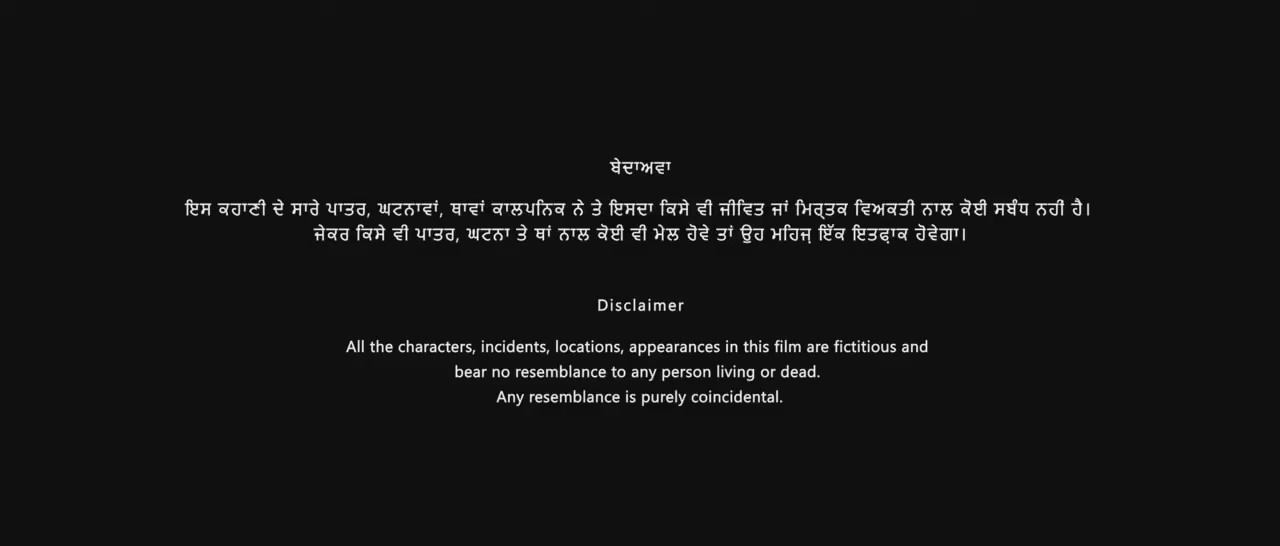 ਬੇਦਾਅਵਾ
ਇਸ ਕਹਾਣੀ ਦੇ ਸਾਰੇ ਪਾਤਰ, ਘਟਨਾਵਾਂ, ਥਾਵਾਂ ਕਾਲਪਨਿਕ ਨੇ ਤੇ ਇਸਦਾ ਕਿਸੇ ਵੀ ਜੀਵਿਤ ਜਾਂ ਮਿਰ੍ਤਕ ਵਿਅਕਤੀ ਨਾਲ ਕੋਈ ਸਬੰਧ ਨਹੀਂ ਹੈ।
ਜੇਕਰ ਕਿਸੇ ਵੀ ਪਾਤਰ, ਘਟਨਾ ਤੇ ਥਾਂ ਨਾਲ ਕੋਈ ਵੀ ਮੇਲ ਹੋਵੇ ਤਾਂ ਉਹ ਮਹਿਜ਼ ਇੱਕ ਇਤਫ਼ਾਕ ਹੋਵੇਗਾ।
Disclaimer
All the characters, incidents, locations, appearances in this film are fictitious and
bear no resemblance to any person living or dead.
Any resemblance is purely coincidental.